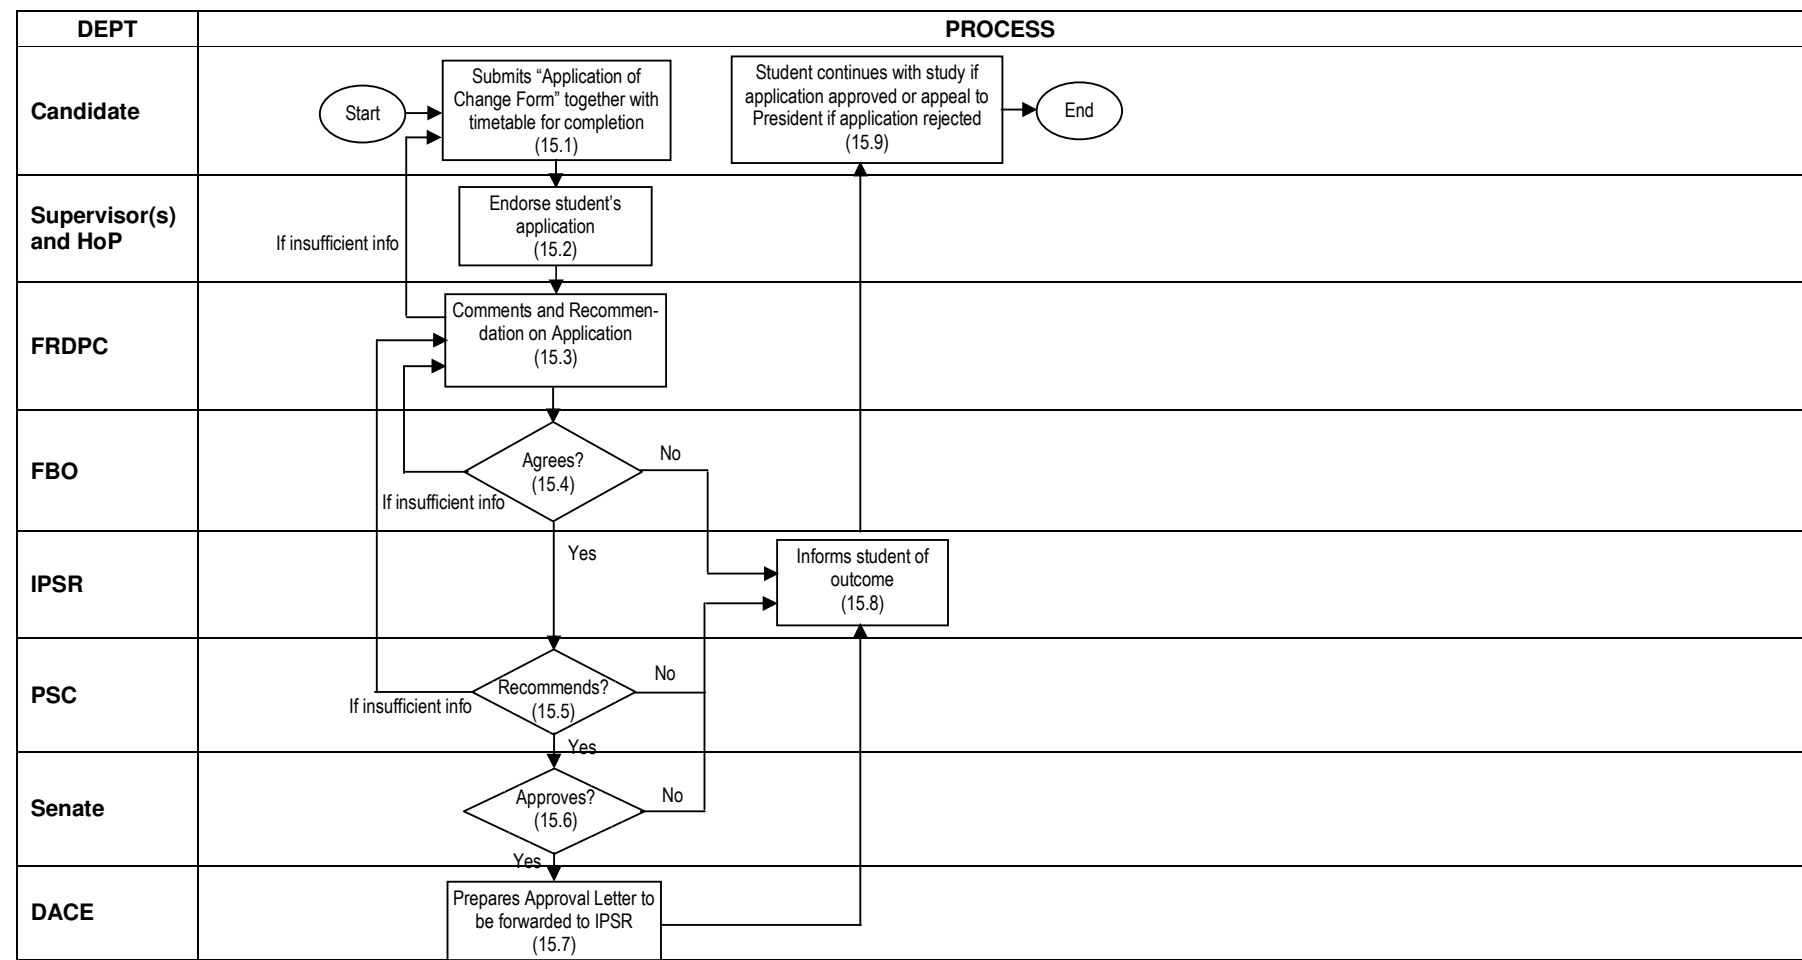 DEPT
PROCESS
Candidate
Start
Submits “Application of
Change Form” together with
timetable for completion
(15.1)
Student continues with study if
application approved or appeal to
President if application rejected
(15.9)
End
Supervisor(s)
and HoP
If insufficient info
Endorse student’s
application
(15.2)
FRDPC
Comments and Recommen-
dation on Application
(15.3)
FBO
Agrees?
(15.4)
No
If insufficient info
Yes
IPSR
Informs student of
outcome
(15.8)
PSC
Recommends?
(15.5)
No
If insufficient info
Yes
Senate
Approves?
(15.6)
No
Yes
DACE
Prepares Approval Letter to
be forwarded to IPSR
(15.7)